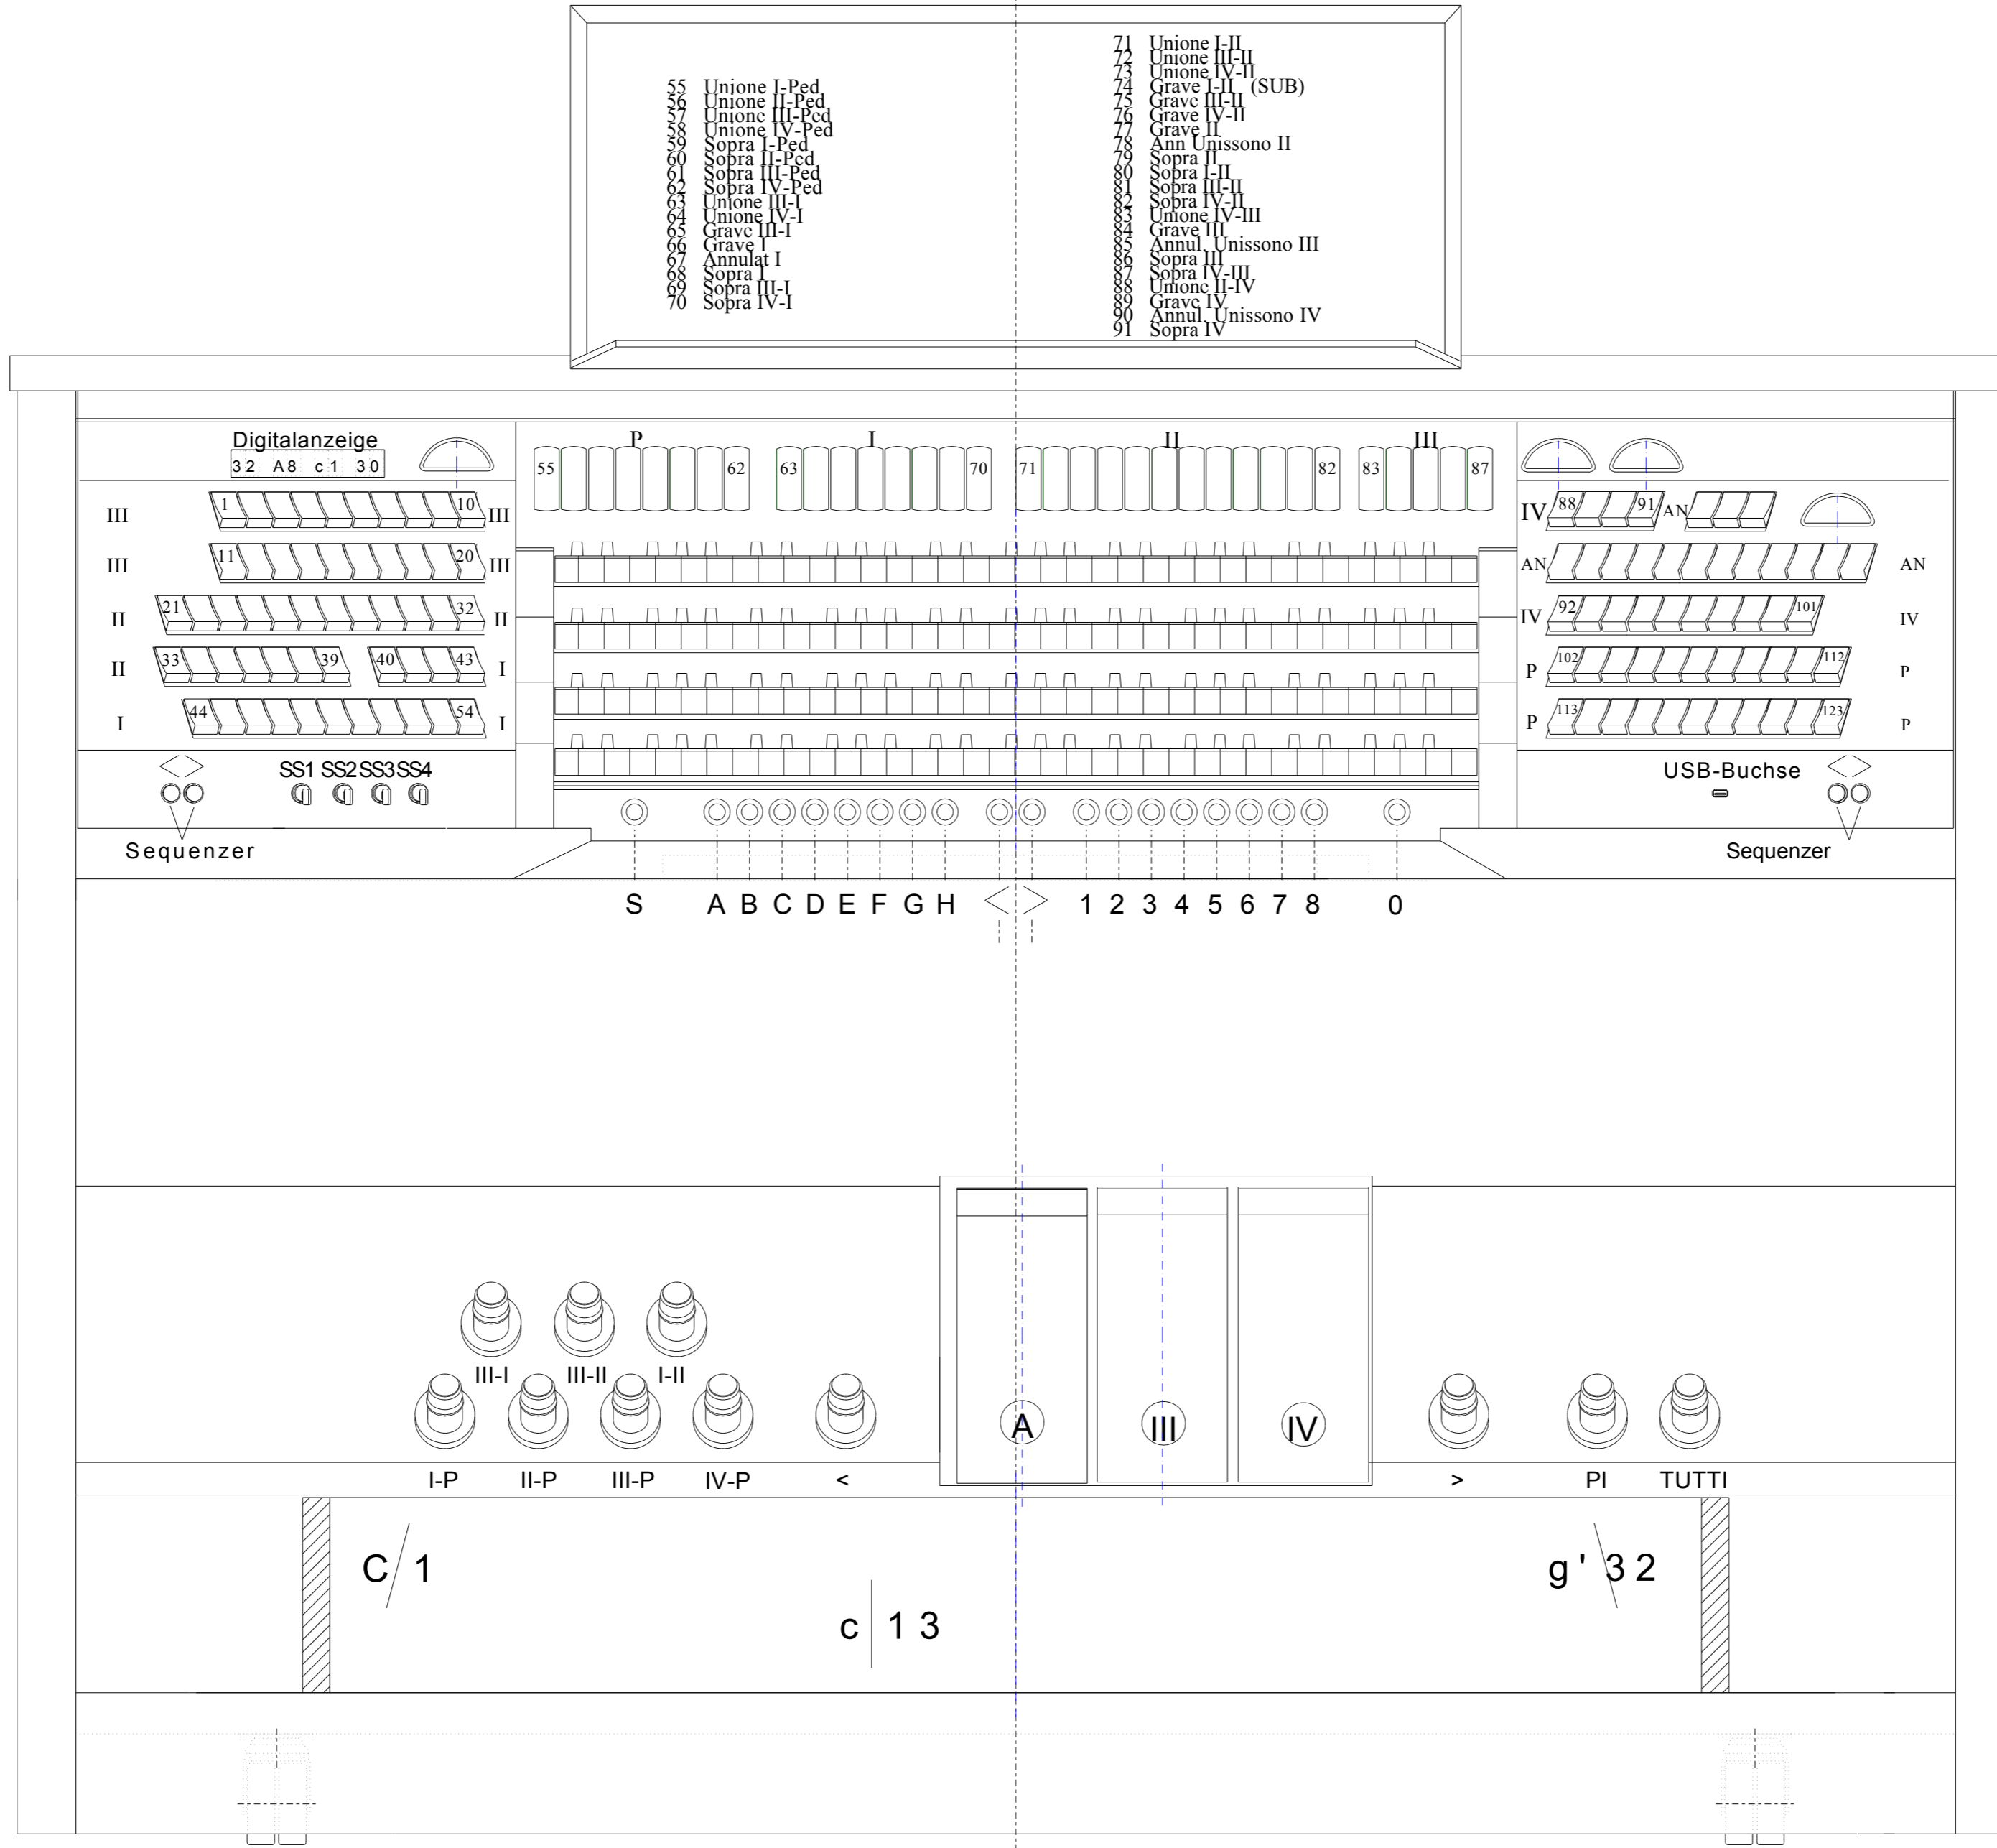 55 Unione I-Ped
56 Unione II-Ped
57 Unione III-Ped
58 Unione IV-Ped
59 Sopra I-Ped
60 Sopra II-Ped
61 Sopra III-Ped
62 Sopra IV-Ped
63 Unione III-I
64 Unione IV-I
65 Grave III-I
66 Grave I
67 Annulat I
68 Sopra I
69 Sopra III-I
70 Sopra IV-I
71 Unione I-II
72 Unione III-II
73 Unione IV-II
74 Grave I-II (SUB)
75 Grave III-II
76 Grave IV-II
77 Grave II
78 Ann Unissono II
79 Sopra II
80 Sopra I-II
81 Sopra III-II
82 Sopra IV-II
83 Unione IV-III
84 Grave III
85 Annul. Unissono III
86 Sopra III
87 Sopra IV-III
88 Unione II-IV
89 Grave IV
90 Annul. Unissono IV
91 Sopra IV
Digitalanzeige
32 A8 c1 30
P I II III
55 62 63 70 71 82 83 87
III 1 10 III
III 11 20 III
II 21 32 II
II 33 39 40 43 I
I 44 54 I
IV 88 91 AN
AN AN
IV 92 101 IV
P 102 112 P
P 113 123 P
< > SS1 SS2 SS3 SS4
Sequenzer
USB-Buchse < >
Sequenzer
S A B C D E F G H < > 1 2 3 4 5 6 7 8 0
III-I III-II I-II
A III IV
I-P II-P III-P IV-P < > PI TUTTI
C/1
g'\32
c|13